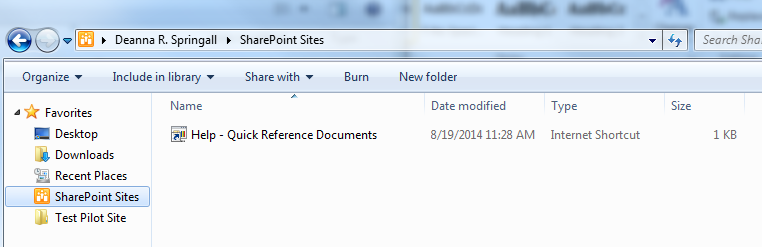 Deanna R. Springall ▸ SharePoint Sites Search Sha
Organize Include in library Share with Burn New folder
Favorites
Desktop
Downloads
Recent Places
SharePoint Sites
Test Pilot Site
Name Date modified Type Size
Help - Quick Reference Documents 8/19/2014 11:28 AM Internet Shortcut 1 KB